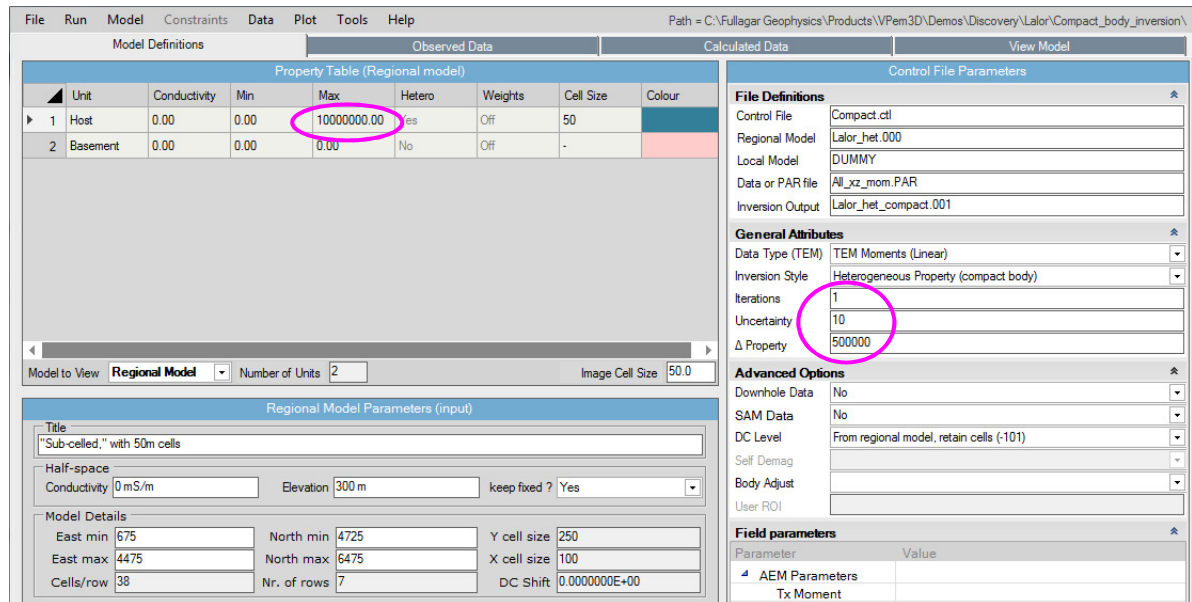 File Run Model Constraints Data Plot Tools Help Path = C:\Fullagar Geophysics\Products\VPem3D\Demos\Discovery\Lalor\Compact_body_inversion\
Model Definitions Observed Data Calculated Data View Model
Property Table (Regional model)
Unit Conductivity Min Max Hetero Weights Cell Size Colour
1 Host 0.00 0.00 10000000.00 Yes Off 50
2 Basement 0.00 0.00 0.00 No Off -
Model to View Regional Model Number of Units 2 Image Cell Size 50.0
Regional Model Parameters (input)
Title
"Sub-celled," with 50m cells
Half-space
Conductivity 0 mS/m Elevation 300 m keep fixed ? Yes
Model Details
East min 675 North min 4725 Y cell size 250
East max 4475 North max 6475 X cell size 100
Cells/row 38 Nr. of rows 7 DC Shift 0.0000000E+00
Control File Parameters
File Definitions
Control File Compact.ctl
Regional Model Lalor_het.000
Local Model DUMMY
Data or PAR file All_xz_mom.PAR
Inversion Output Lalor_het_compact.001
General Attributes
Data Type (TEM) TEM Moments (Linear)
Inversion Style Heterogeneous Property (compact body)
Iterations 1
Uncertainty 10
Δ Property 500000
Advanced Options
Downhole Data No
SAM Data No
DC Level From regional model, retain cells (-101)
Self Demag
Body Adjust
User ROI
Field parameters
Parameter Value
AEM Parameters
Tx Moment